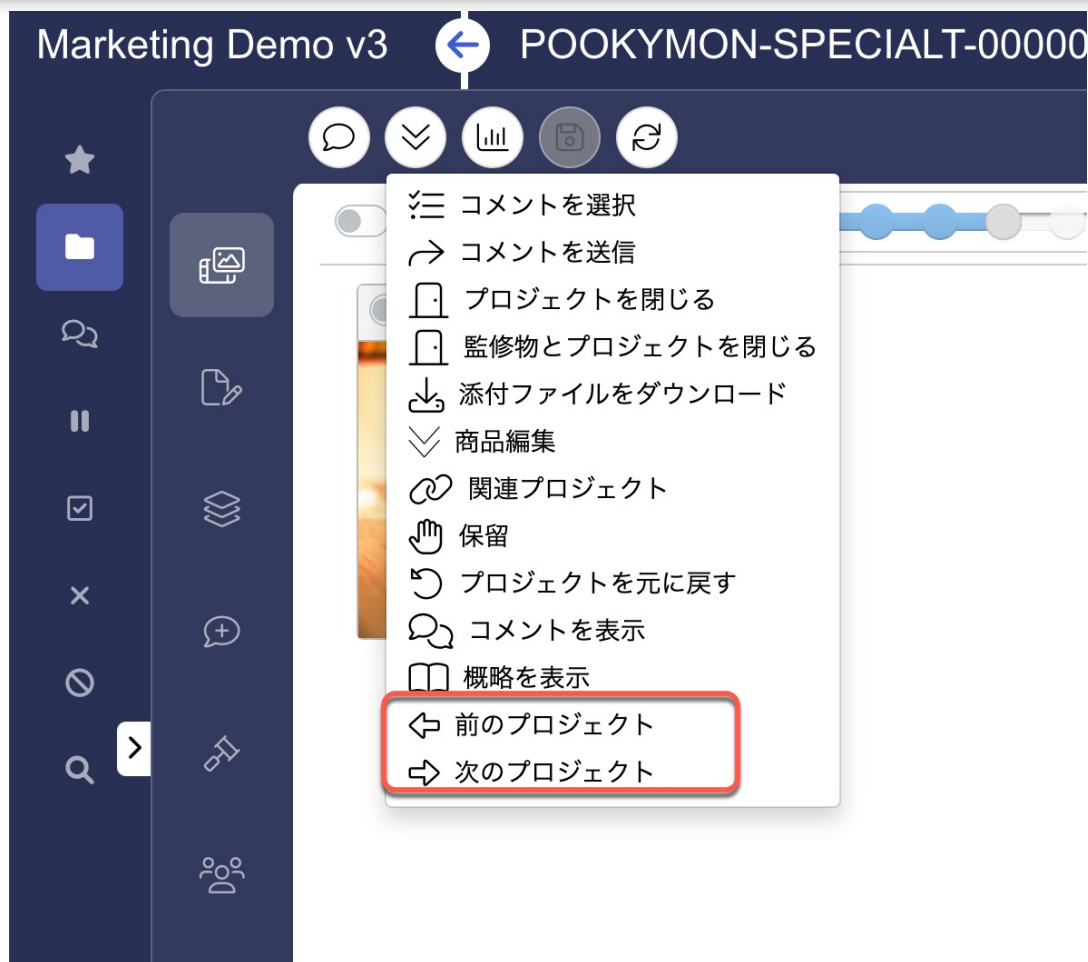 Marketing Demo v3
POOKYMON-SPECIALT-00000
コメントを選択
コメントを送信
プロジェクトを閉じる
監修物とプロジェクトを閉じる
添付ファイルをダウンロード
商品編集
関連プロジェクト
保留
プロジェクトを元に戻す
コメントを表示
概略を表示
前のプロジェクト
次のプロジェクト